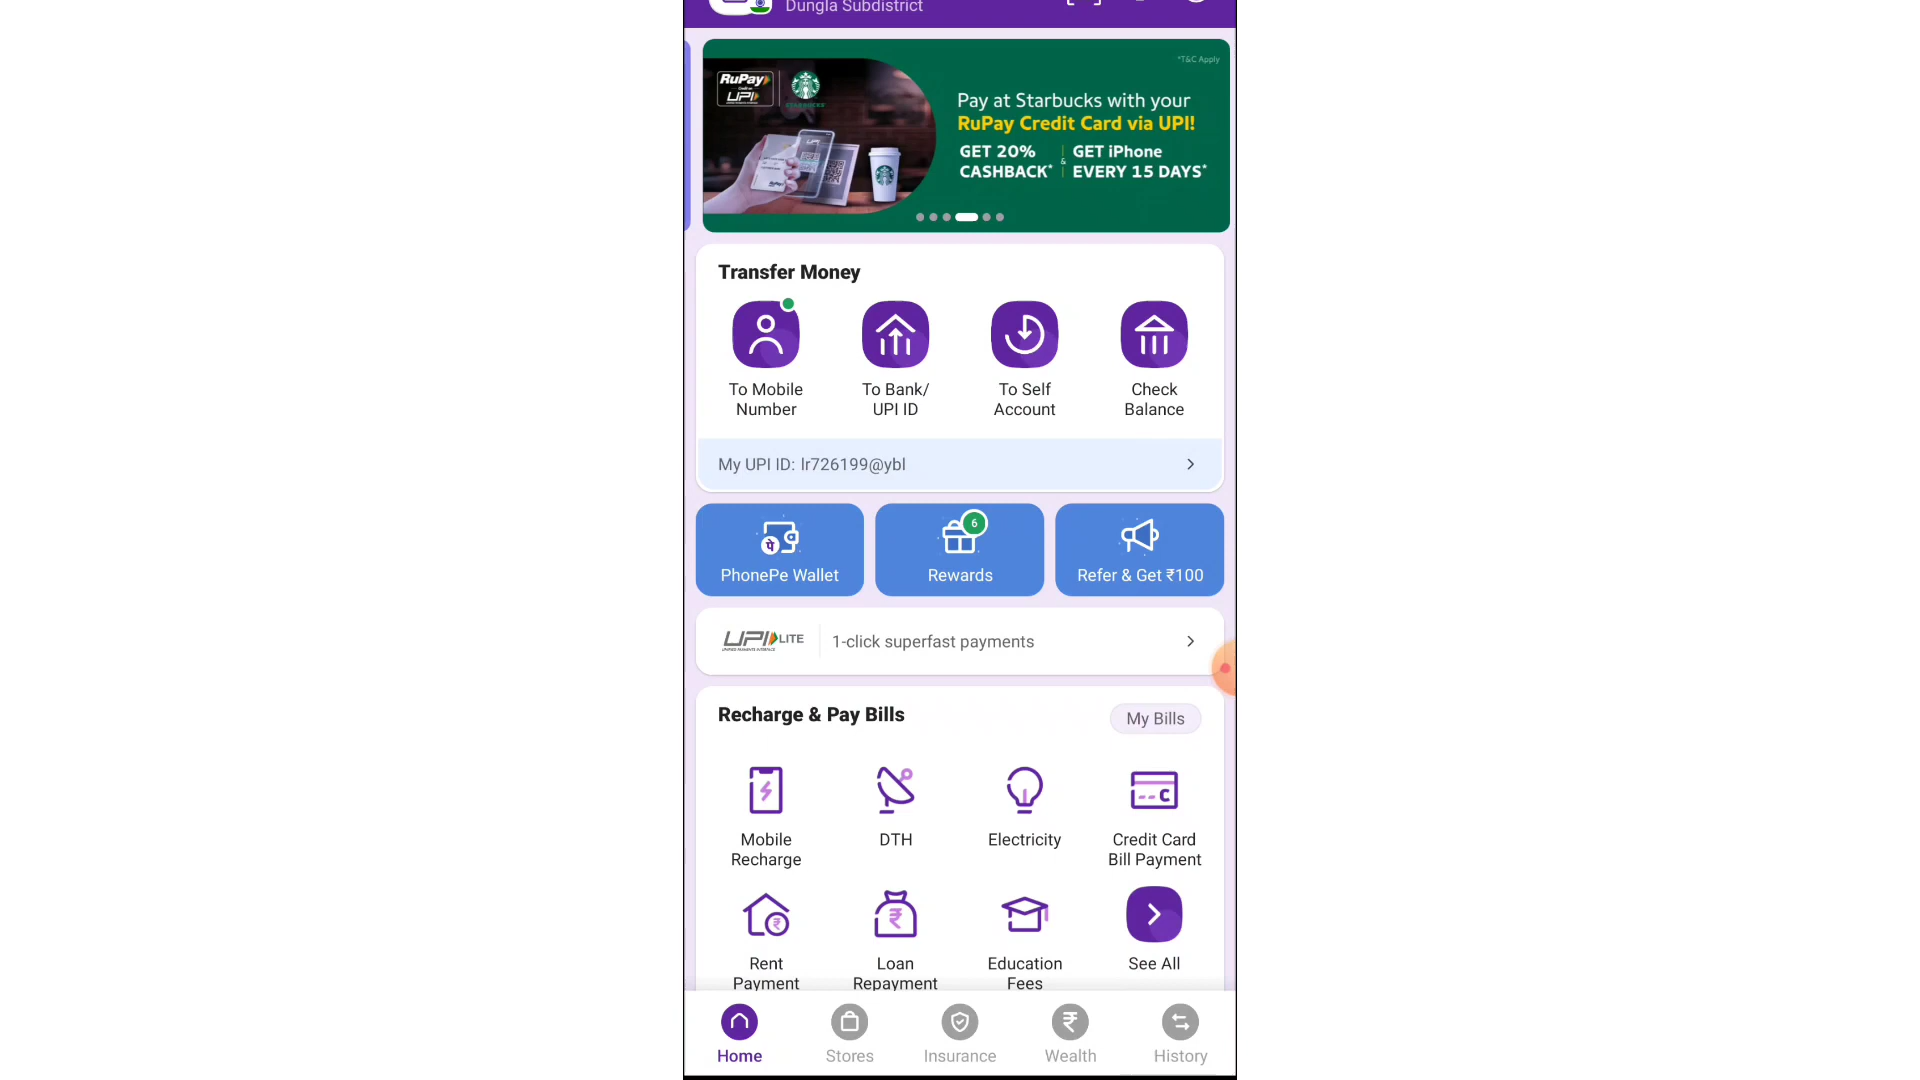 Dungla Subdistrict
*T&C Apply
RuPay
UPI
Pay at Starbucks with your
RuPay Credit Card via UPI!
GET 20%
CASHBACK*
&
GET iPhone
EVERY 15 DAYS*
Transfer Money
To Mobile
Number
To Bank/
UPI ID
To Self
Account
Check
Balance
My UPI ID: lr726199@ybl
पे
PhonePe Wallet
6
Rewards
Refer & Get ₹100
UPI LITE
UNIFIED PAYMENTS INTERFACE
1-click superfast payments
Recharge & Pay Bills
My Bills
Mobile
Recharge
DTH
Electricity
Credit Card
Bill Payment
Rent
Payment
Loan
Repayment
Education
Fees
See All
Home
Stores
Insurance
Wealth
History